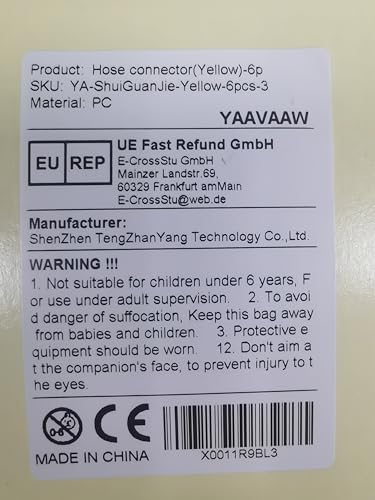 Product: Hose connector(Yellow)-6p
SKU: YA-ShuiGuanJie-Yellow-6pcs-3
Material: PC
YAAVAAW
EU REP
UE Fast Refund GmbH
E-CrossStu GmbH
Mainzer Landstr.69,
60329 Frankfurt amMain
E-CrossStu@web.de
Manufacturer:
ShenZhen TengZhanYang Technology Co.,Ltd.
WARNING !!!
1. Not suitable for children under 6 years, F
or use under adult supervision. 2. To avoi
d danger of suffocation, Keep this bag away
from babies and children. 3. Protective e
quipment should be worn. 12. Don't aim a
t the companion's face, to prevent injury to t
he eyes.
0-3
CE
MADE IN CHINA
X0011R9BL3